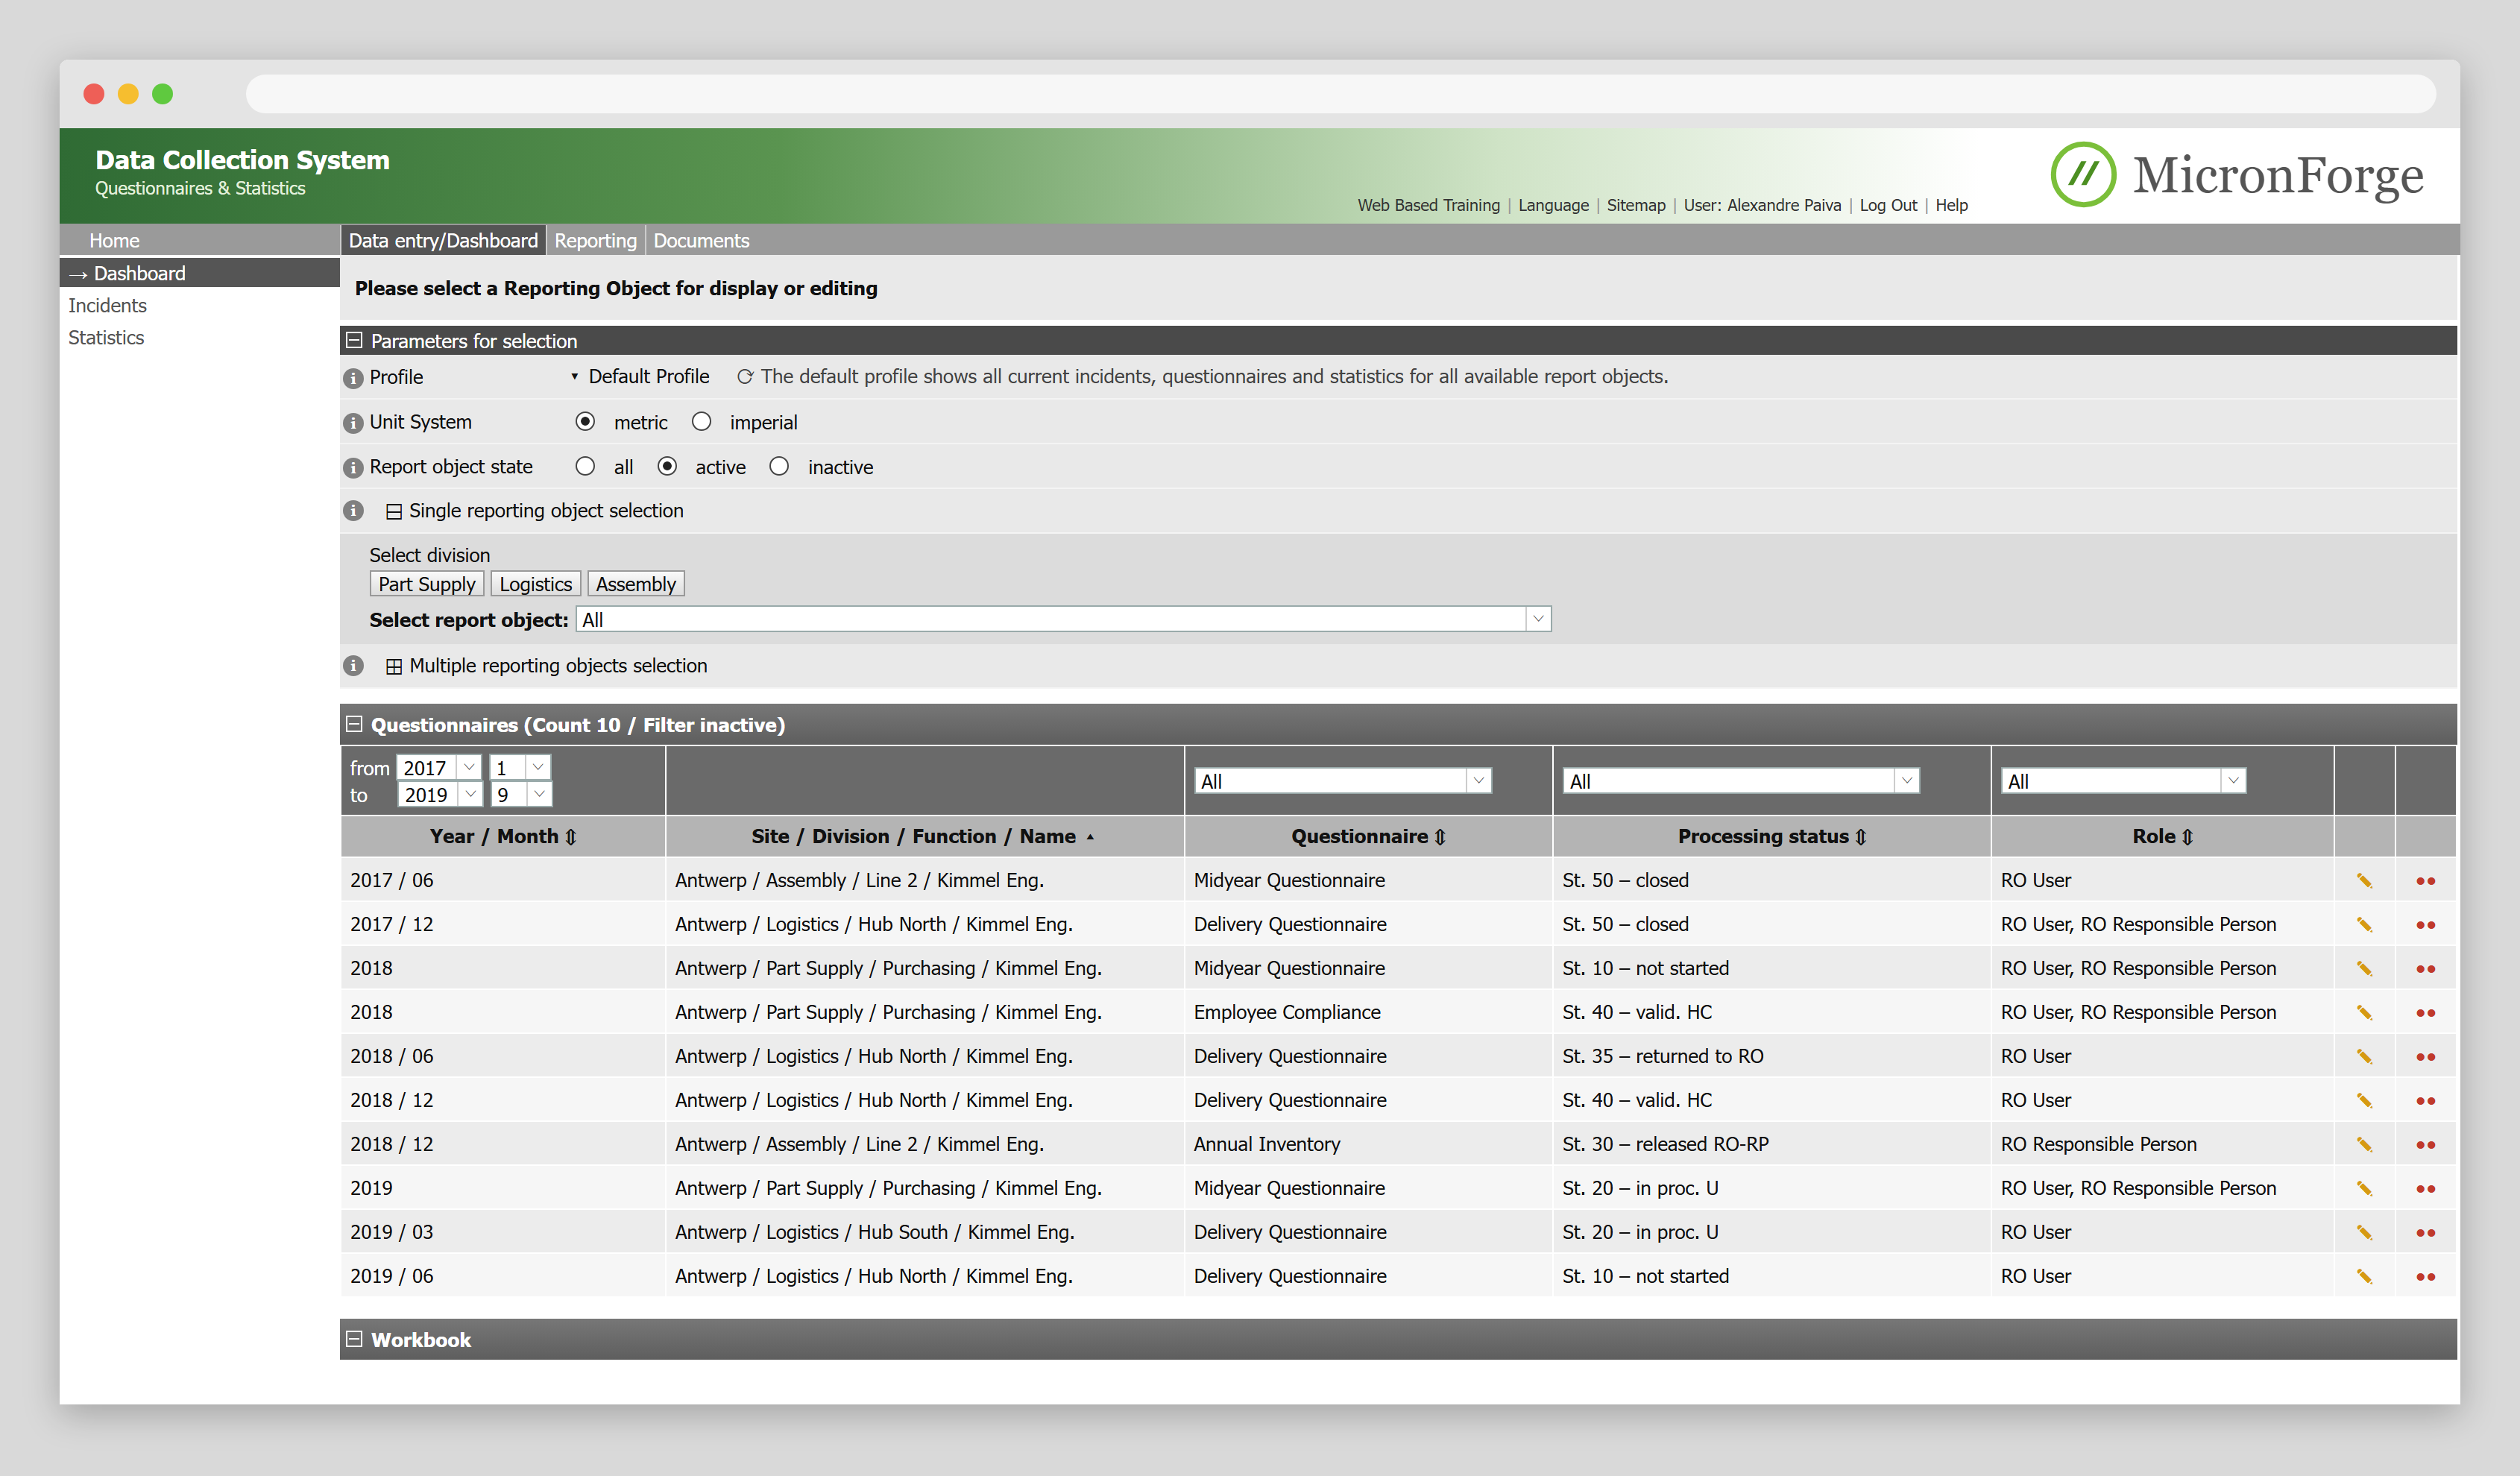 Data Collection System
Questionnaires & Statistics
MicronForge
Web Based Training | Language | Sitemap | User: Alexandre Paiva | Log Out | Help
Home
Data entry/Dashboard
Reporting
Documents
→ Dashboard
Incidents
Statistics
Please select a Reporting Object for display or editing
Parameters for selection
Profile Default Profile The default profile shows all current incidents, questionnaires and statistics for all available report objects.
Unit System metric imperial
Report object state all active inactive
Single reporting object selection
Select division
Part Supply Logistics Assembly
Select report object: All
Multiple reporting objects selection
Questionnaires (Count 10 / Filter inactive)
from 2017 1
to 2019 9
All All All
Year / Month Site / Division / Function / Name Questionnaire Processing status Role
2017 / 06 Antwerp / Assembly / Line 2 / Kimmel Eng. Midyear Questionnaire St. 50 – closed RO User
2017 / 12 Antwerp / Logistics / Hub North / Kimmel Eng. Delivery Questionnaire St. 50 – closed RO User, RO Responsible Person
2018 Antwerp / Part Supply / Purchasing / Kimmel Eng. Midyear Questionnaire St. 10 – not started RO User, RO Responsible Person
2018 Antwerp / Part Supply / Purchasing / Kimmel Eng. Employee Compliance St. 40 – valid. HC RO User, RO Responsible Person
2018 / 06 Antwerp / Logistics / Hub North / Kimmel Eng. Delivery Questionnaire St. 35 – returned to RO RO User
2018 / 12 Antwerp / Logistics / Hub North / Kimmel Eng. Delivery Questionnaire St. 40 – valid. HC RO User
2018 / 12 Antwerp / Assembly / Line 2 / Kimmel Eng. Annual Inventory St. 30 – released RO-RP RO Responsible Person
2019 Antwerp / Part Supply / Purchasing / Kimmel Eng. Midyear Questionnaire St. 20 – in proc. U RO User, RO Responsible Person
2019 / 03 Antwerp / Logistics / Hub South / Kimmel Eng. Delivery Questionnaire St. 20 – in proc. U RO User
2019 / 06 Antwerp / Logistics / Hub North / Kimmel Eng. Delivery Questionnaire St. 10 – not started RO User
Workbook